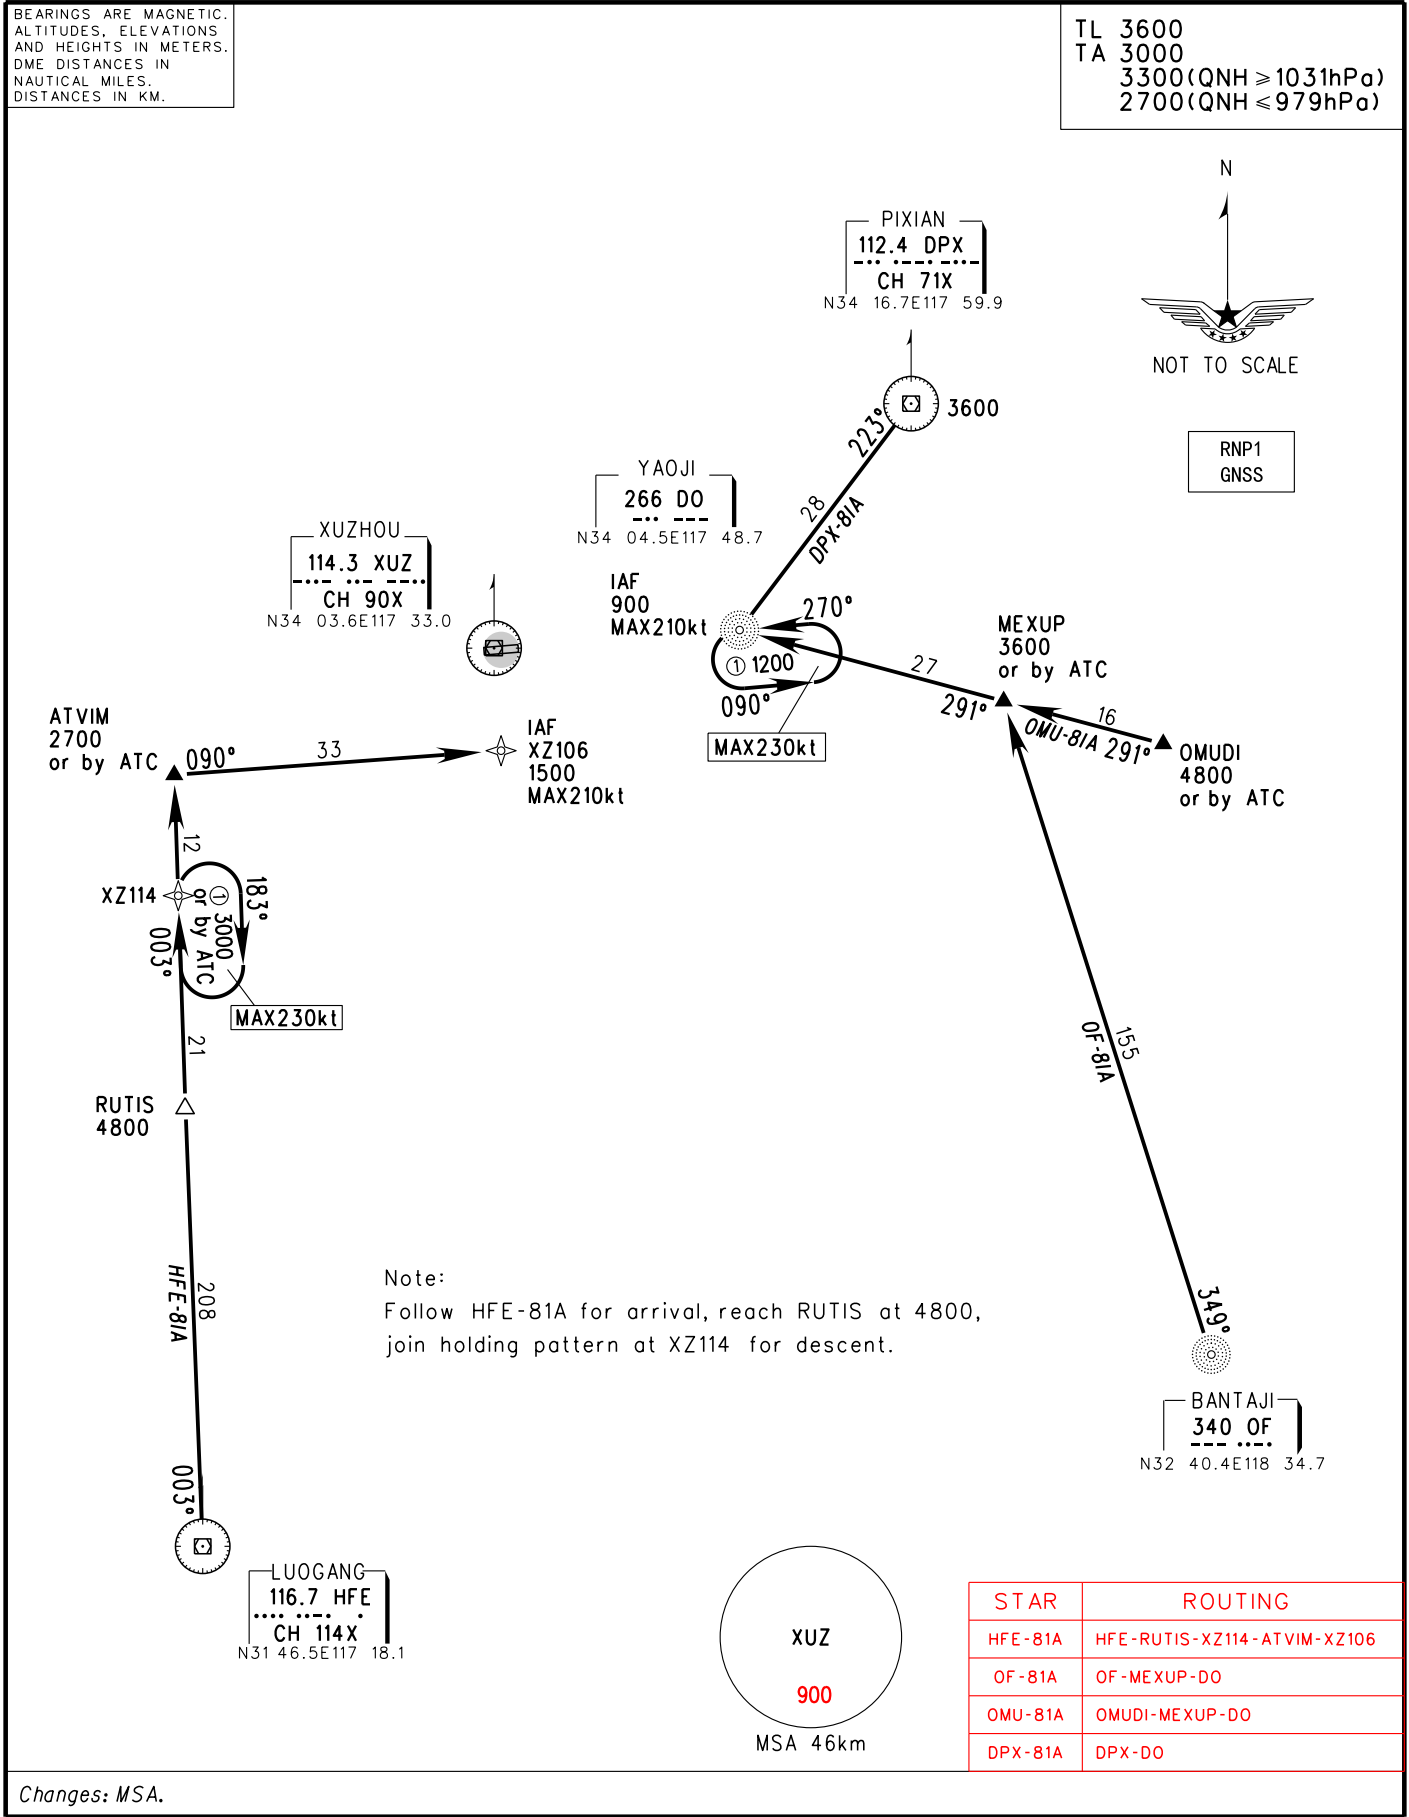 BEARINGS ARE MAGNETIC.
ALTITUDES, ELEVATIONS
AND HEIGHTS IN METERS.
DME DISTANCES IN
NAUTICAL MILES.
DISTANCES IN KM.
TL 3600
TA 3000
3300(QNH ≥1031hPa)
2700(QNH ≤979hPa)
N
NOT TO SCALE
RNP1
GNSS
PIXIAN
112.4 DPX
CH 71X
N34 16.7E117 59.9
3600
223°
28
DPX-81A
YAOJI
266 DO
N34 04.5E117 48.7
IAF
900
MAX210kt
270°
① 1200
090°
MAX230kt
XUZHOU
114.3 XUZ
CH 90X
N34 03.6E117 33.0
MEXUP
3600
or by ATC
27
291°
16
OMU-81A 291°
OMUDI
4800
or by ATC
ATVIM
2700
or by ATC
090°
33
IAF
XZ106
1500
MAX210kt
12
XZ114
① 3000
or by ATC
183°
003°
MAX230kt
21
RUTIS
4800
155
OF-81A
349°
BANTAJI
340 OF
N32 40.4E118 34.7
208
HFE-81A
003°
Note:
Follow HFE-81A for arrival, reach RUTIS at 4800,
join holding pattern at XZ114 for descent.
LUOGANG
116.7 HFE
CH 114X
N31 46.5E117 18.1
XUZ
900
MSA 46km
STAR ROUTING
HFE-81A HFE-RUTIS-XZ114-ATVIM-XZ106
OF-81A OF-MEXUP-DO
OMU-81A OMUDI-MEXUP-DO
DPX-81A DPX-DO
Changes: MSA.